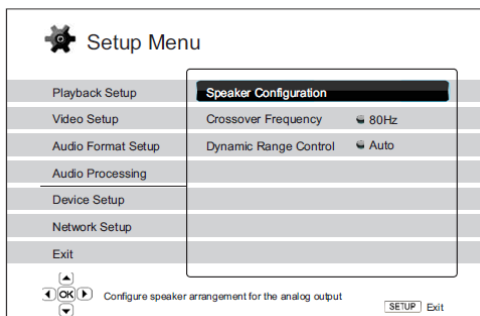 Setup Menu
Playback Setup
Speaker Configuration
Video Setup
Crossover Frequency 80Hz
Audio Format Setup
Dynamic Range Control Auto
Audio Processing
Device Setup
Network Setup
Exit
OK Configure speaker arrangement for the analog output
SETUP Exit